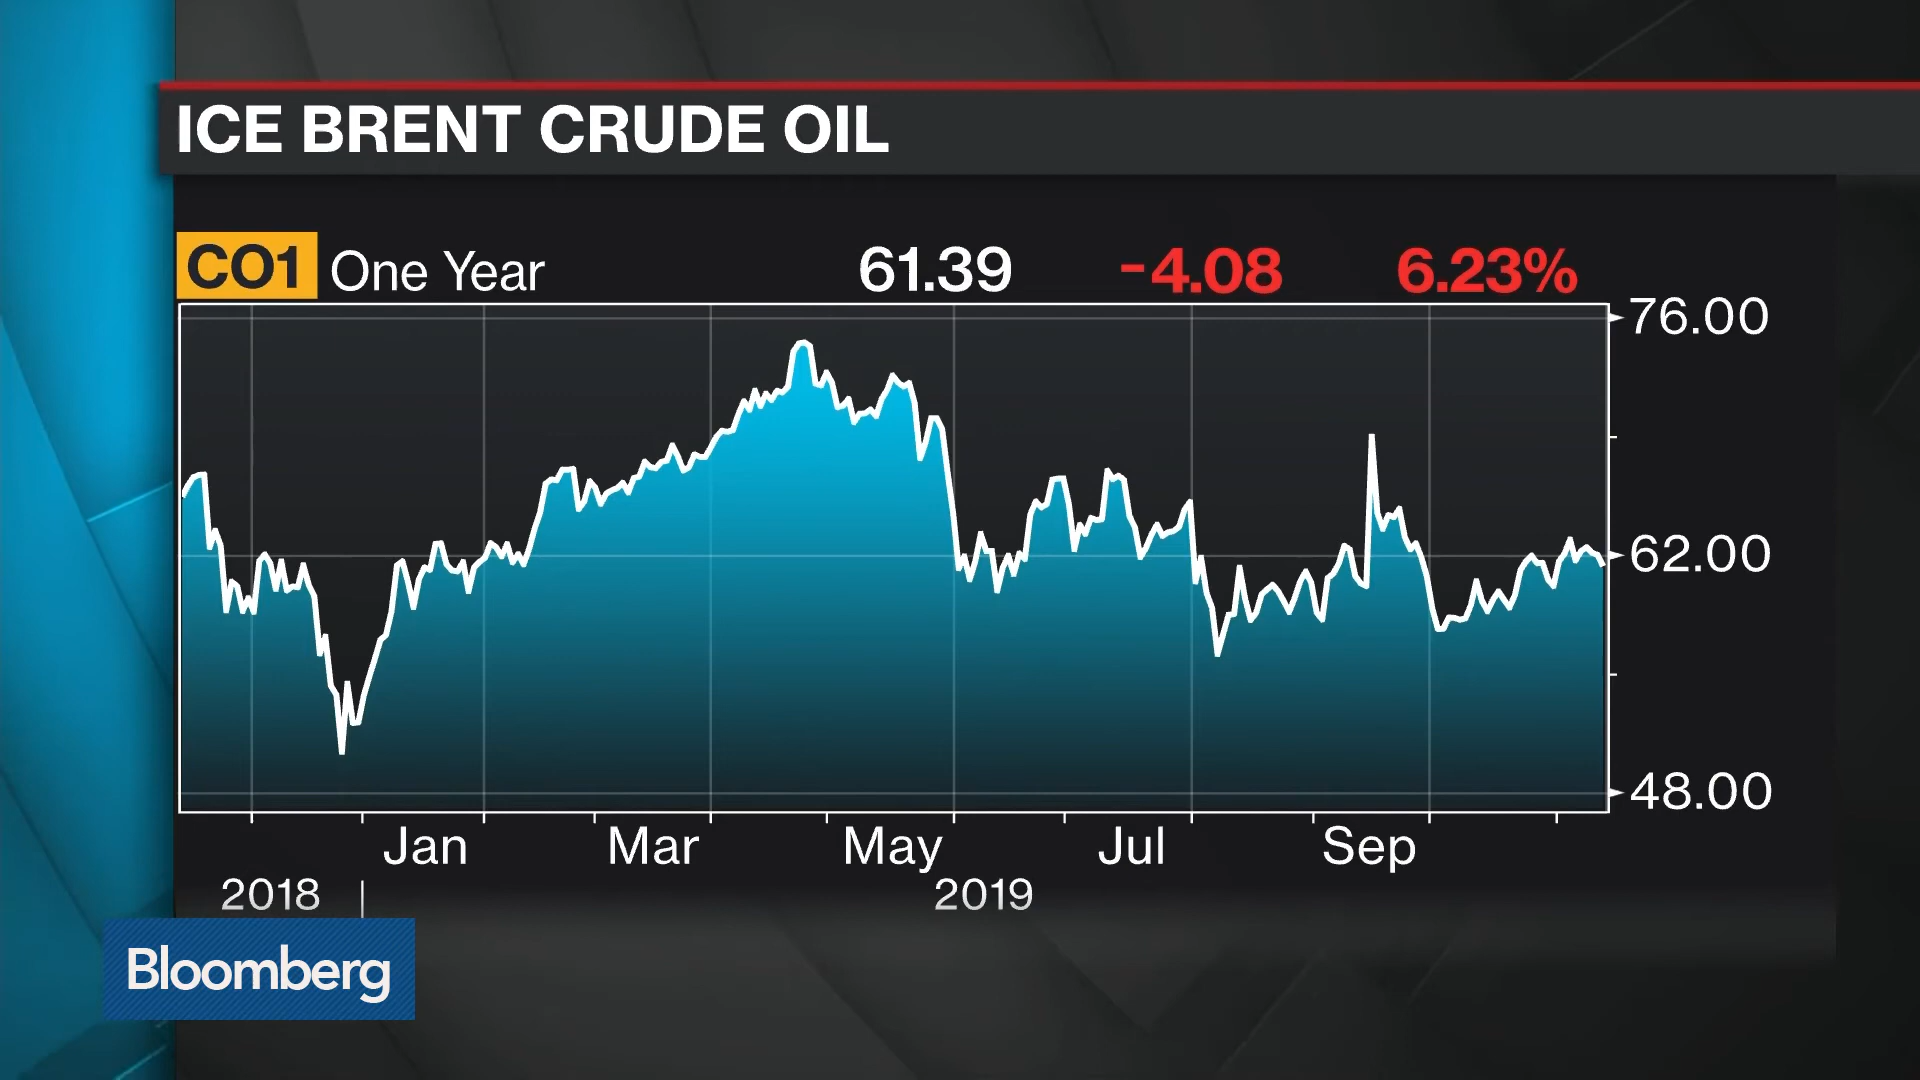 ICE BRENT CRUDE OIL
CO1 One Year 61.39 -4.08 6.23%
76.00
62.00
48.00
Jan Mar May Jul Sep
2018 2019
Bloomberg